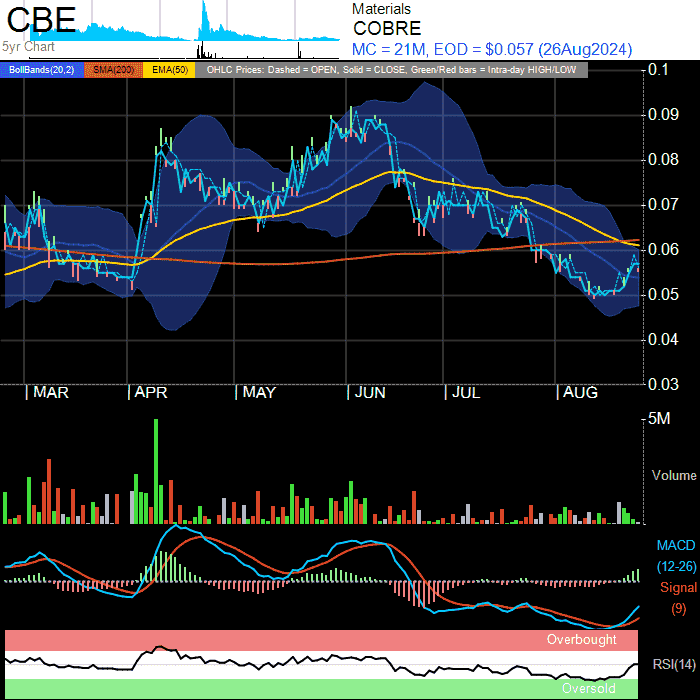 CBE
5yr Chart
Materials
COBRE
MC = 21M, EOD = $0.057 (26Aug2024)
BollBands(20,2) SMA(200) EMA(50) OHLC Prices: Dashed = OPEN, Solid = CLOSE, Green/Red bars = Intra-day HIGH/LOW
0.1
0.09
0.08
0.07
0.06
0.05
0.04
0.03
MAR APR MAY JUN JUL AUG
5M
Volume
MACD
(12-26)
Signal
(9)
Overbought
RSI(14)
Oversold